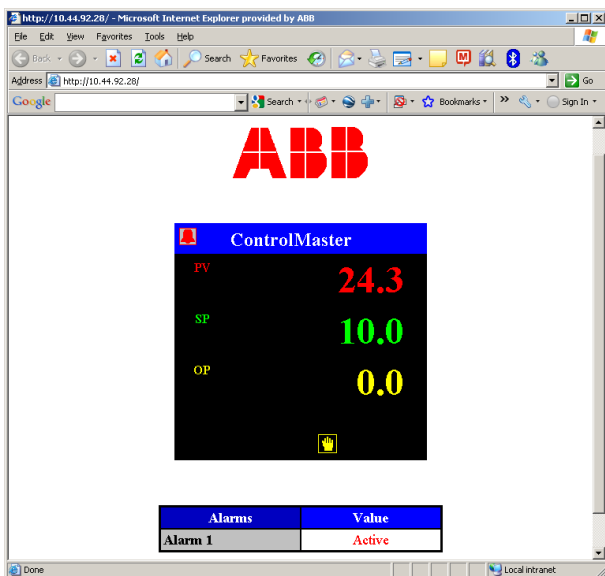 http://10.44.92.28/ - Microsoft Internet Explorer provided by ABB
File Edit View Favorites Tools Help
Back Search Favorites
Address http://10.44.92.28/ Go
Google Search Bookmarks Sign In
ABB
ControlMaster
PV 24.3
SP 10.0
OP 0.0
Alarms Value
Alarm 1 Active
Done Local intranet